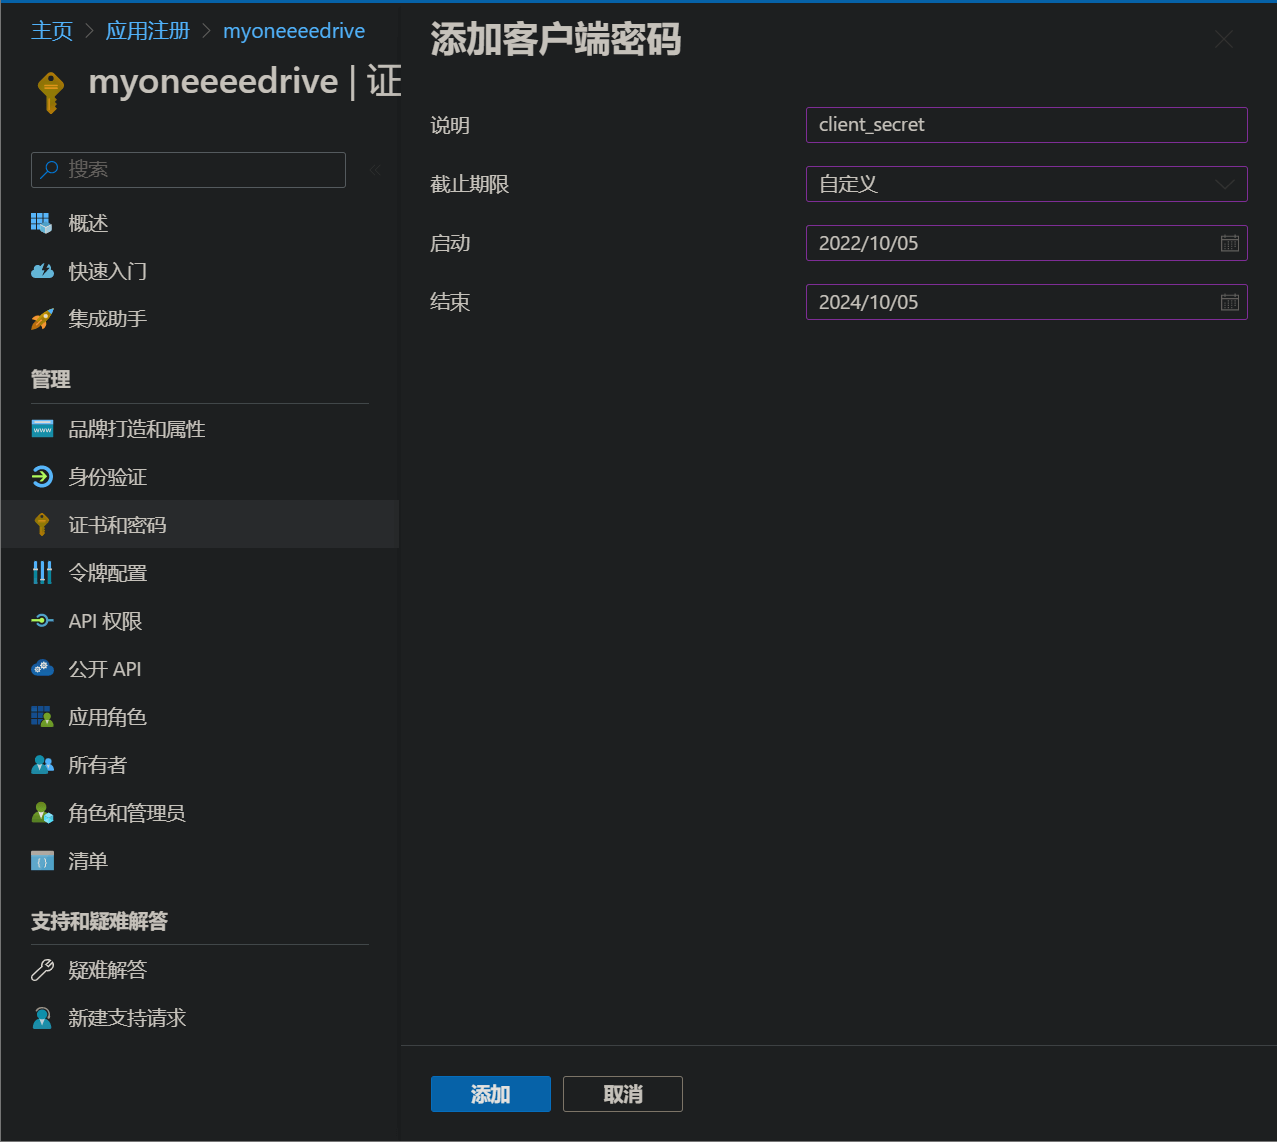 主页 > 应用注册 > myoneeeedrive
myoneeeedrive | 证
搜索
概述
快速入门
集成助手
管理
品牌打造和属性
身份验证
证书和密码
令牌配置
API 权限
公开 API
应用角色
所有者
角色和管理员
清单
支持和疑难解答
疑难解答
新建支持请求
添加客户端密码
说明 client_secret
截止期限 自定义
启动 2022/10/05
结束 2024/10/05
添加 取消